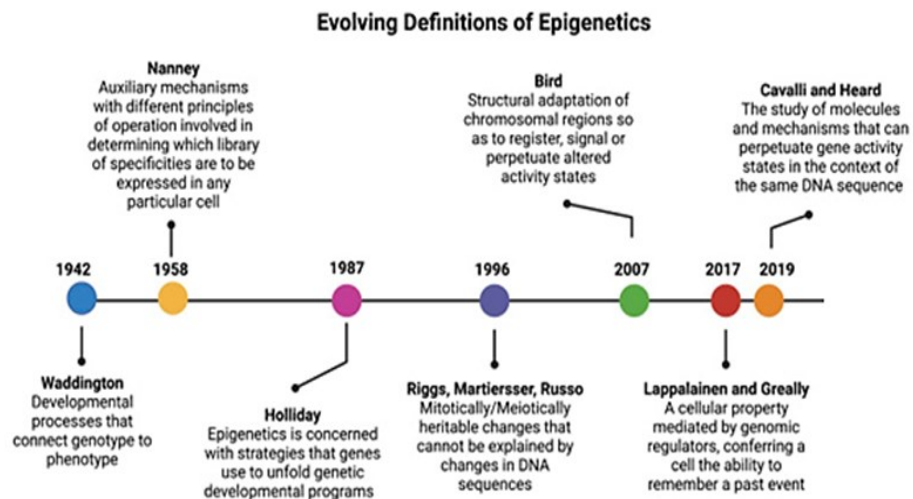 Evolving Definitions of Epigenetics
Nanney
Auxiliary mechanisms
with different principles
of operation involved in
determining which library
of specificities are to be
expressed in any
particular cell
Bird
Structural adaptation of
chromosomal regions so
as to register, signal or
perpetuate altered
activity states
Cavalli and Heard
The study of molecules
and mechanisms that can
perpetuate gene activity
states in the context of
the same DNA sequence
1942
1958
1987
1996
2007
2017
2019
Waddington
Developmental
processes that
connect genotype to
phenotype
Holliday
Epigenetics is concerned
with strategies that genes
use to unfold genetic
developmental programs
Riggs, Martiersser, Russo
Mitotically/Meiotically
heritable changes that
cannot be explained by
changes in DNA
sequences
Lappalainen and Greally
A cellular property
mediated by genomic
regulators, conferring a
cell the ability to
remember a past event